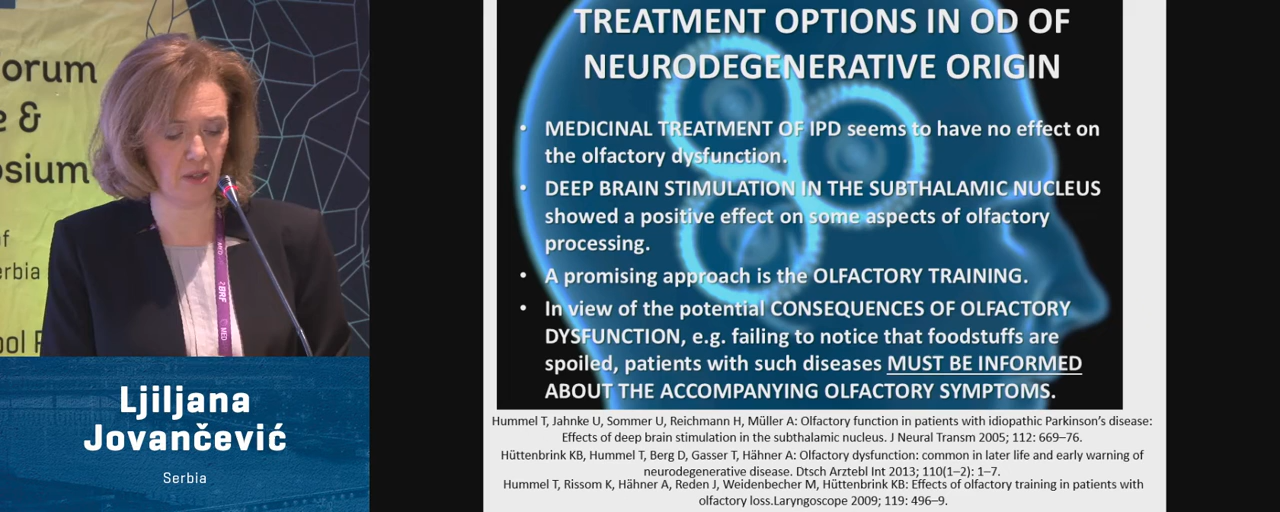 orum
e &
osium
of
erbia
ool
BRF
MED
Ljiljana
Jovančević
Serbia
TREATMENT OPTIONS IN OD OF
NEURODEGENERATIVE ORIGIN
• MEDICINAL TREATMENT OF IPD seems to have no effect on
the olfactory dysfunction.
• DEEP BRAIN STIMULATION IN THE SUBTHALAMIC NUCLEUS
showed a positive effect on some aspects of olfactory
processing.
• A promising approach is the OLFACTORY TRAINING.
• In view of the potential CONSEQUENCES OF OLFACTORY
DYSFUNCTION, e.g. failing to notice that foodstuffs are
spoiled, patients with such diseases MUST BE INFORMED
ABOUT THE ACCOMPANYING OLFACTORY SYMPTOMS.
Hummel T, Jahnke U, Sommer U, Reichmann H, Müller A: Olfactory function in patients with idiopathic Parkinson's disease:
Effects of deep brain stimulation in the subthalamic nucleus. J Neural Transm 2005; 112: 669–76.
Hüttenbrink KB, Hummel T, Berg D, Gasser T, Hähner A: Olfactory dysfunction: common in later life and early warning of
neurodegenerative disease. Dtsch Arztebl Int 2013; 110(1–2): 1–7.
Hummel T, Rissom K, Hähner A, Reden J, Weidenbecher M, Hüttenbrink KB: Effects of olfactory training in patients with
olfactory loss.Laryngoscope 2009; 119: 496–9.